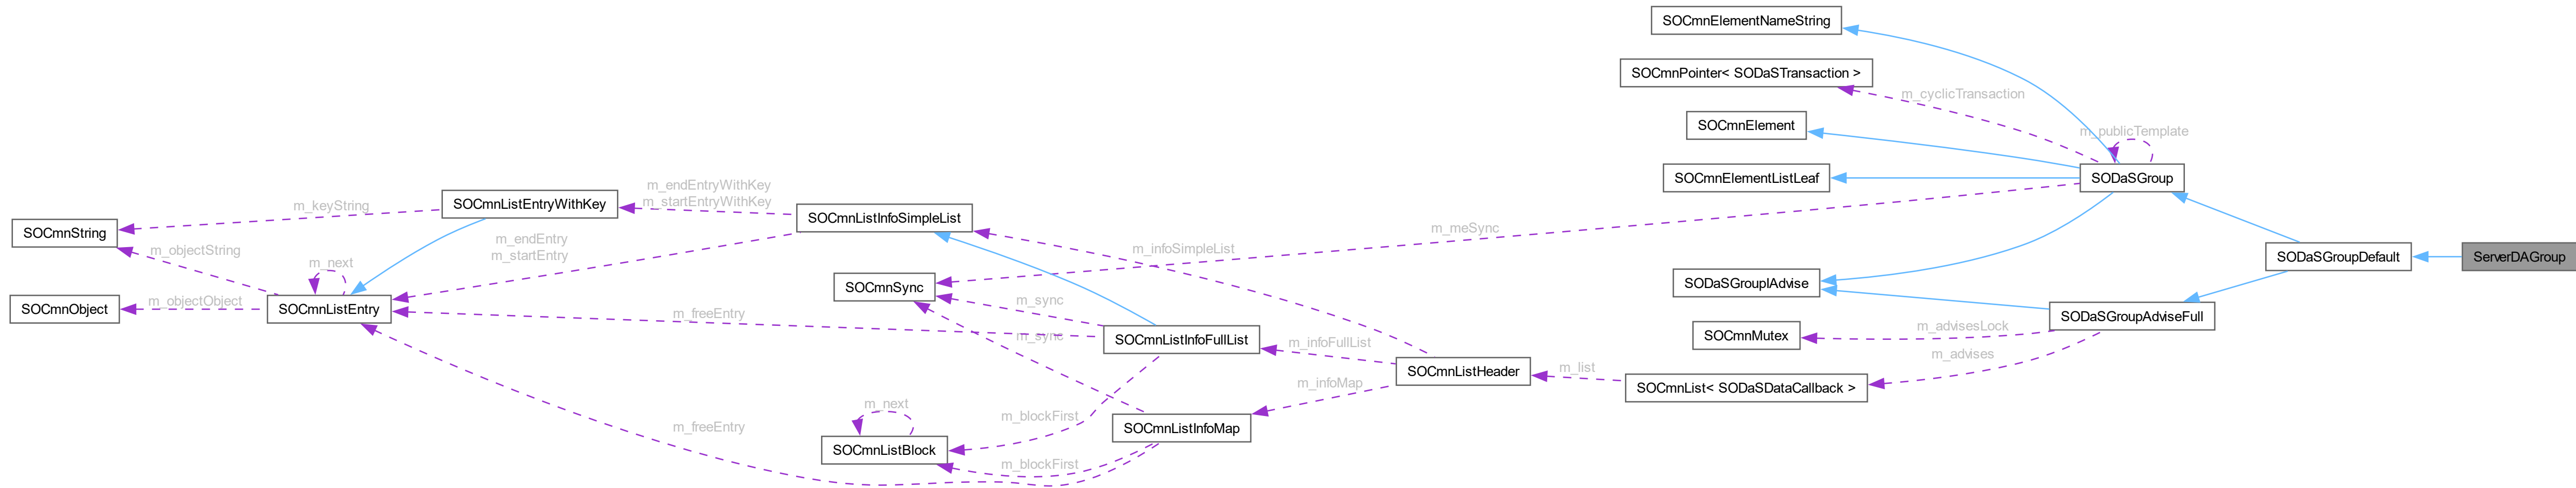 SOCmnElementNameString
SOCmnPointer< SODaSTransaction >
m_cyclicTransaction
SOCmnElement
m_publicTemplate
SOCmnElementListLeaf
SODaSGroup
m_endEntryWithKey
m_startEntryWithKey
SOCmnListEntryWithKey
m_keyString
SOCmnListInfoSimpleList
SOCmnString
m_meSync
m_endEntry
m_startEntry
m_objectString
m_infoSimpleList
SODaSGroupDefault
ServerDAGroup
m_next
SOCmnSync
SODaSGroupIAdvise
m_objectObject
m_sync
SOCmnObject
SOCmnListEntry
m_freeEntry
SODaSGroupAdviseFull
m_advisesLock
m_sync
SOCmnListInfoFullList
SOCmnMutex
m_infoFullList
m_advises
m_list
SOCmnListHeader
m_infoMap
SOCmnList< SODaSDataCallback >
m_next
m_blockFirst
m_freeEntry
SOCmnListInfoMap
SOCmnListBlock
m_blockFirst